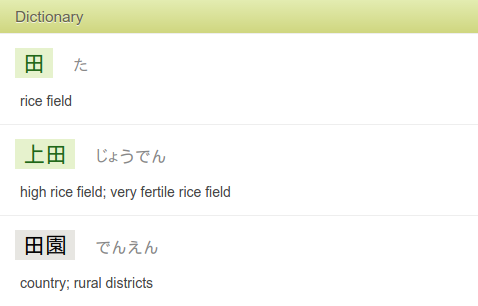 Dictionary
田 た
rice field
上田 じょうでん
high rice field; very fertile rice field
田園 でんえん
country; rural districts